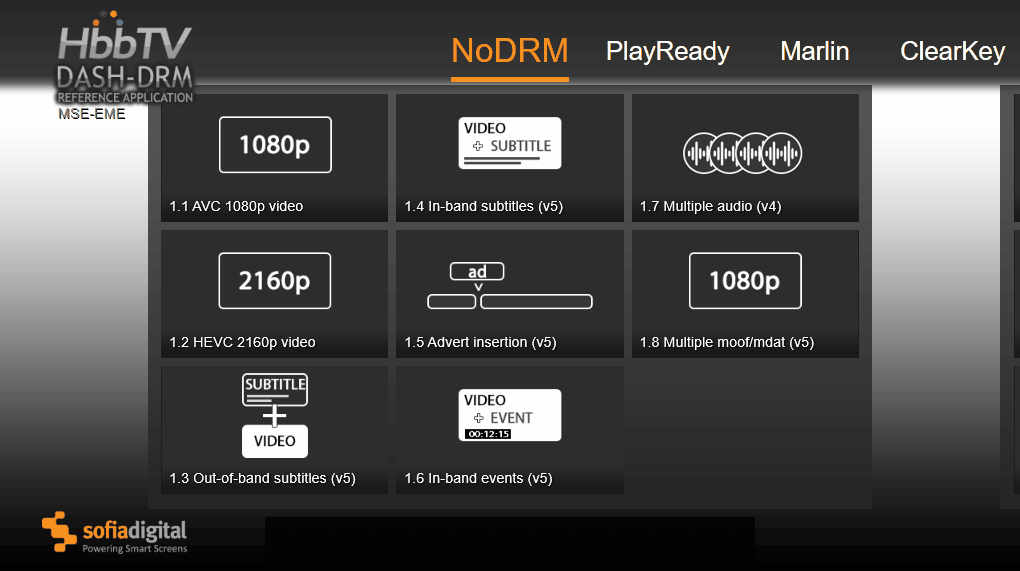 HbbTV
DASH-DRM
REFERENCE APPLICATION
MSE-EME
NoDRM
PlayReady
Marlin
ClearKey
1080p
1.1 AVC 1080p video
VIDEO
SUBTITLE
1.4 In-band subtitles (v5)
1.7 Multiple audio (v4)
2160p
1.2 HEVC 2160p video
ad
1.5 Advert insertion (v5)
1080p
1.8 Multiple moof/mdat (v5)
SUBTITLE
+
VIDEO
1.3 Out-of-band subtitles (v5)
VIDEO
EVENT
00:12:15
1.6 In-band events (v5)
sofiadigital
Powering Smart Screens